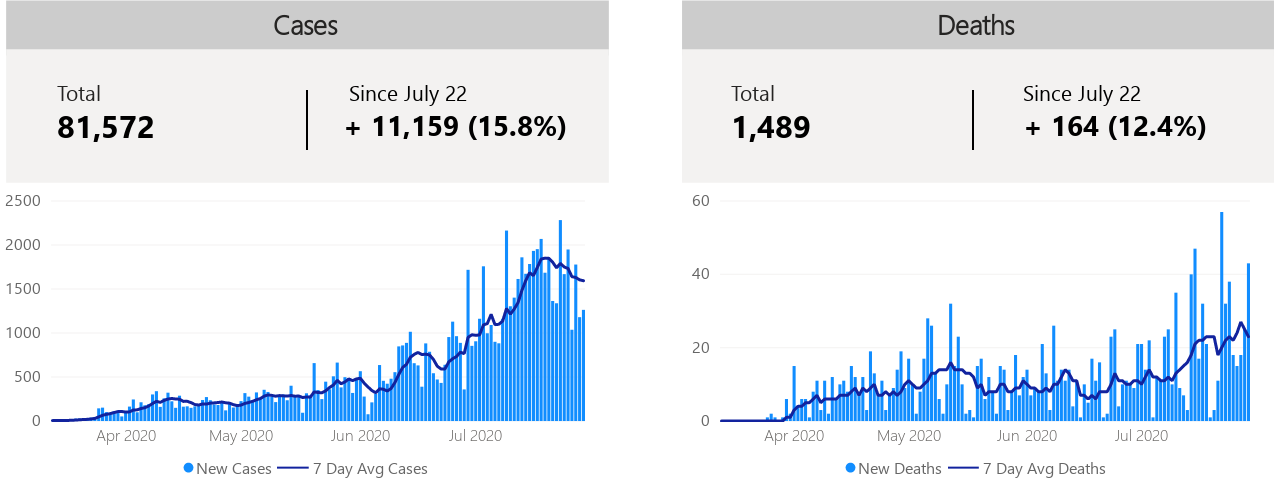 Cases
Total
81,572
Since July 22
+ 11,159 (15.8%)
2500
2000
1500
1000
500
0
Apr 2020 May 2020 Jun 2020 Jul 2020
New Cases 7 Day Avg Cases
Deaths
Total
1,489
Since July 22
+ 164 (12.4%)
60
40
20
0
Apr 2020 May 2020 Jun 2020 Jul 2020
New Deaths 7 Day Avg Deaths